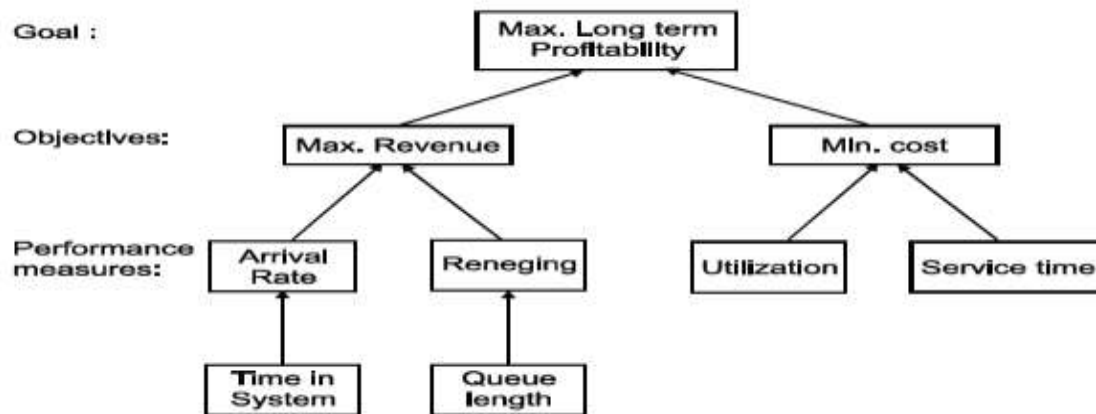 Goal :
Max. Long term
Profitability
Objectives:
Max. Revenue
Min. cost
Performance
measures:
Arrival
Rate
Reneging
Utilization
Service time
Time in
System
Queue
length